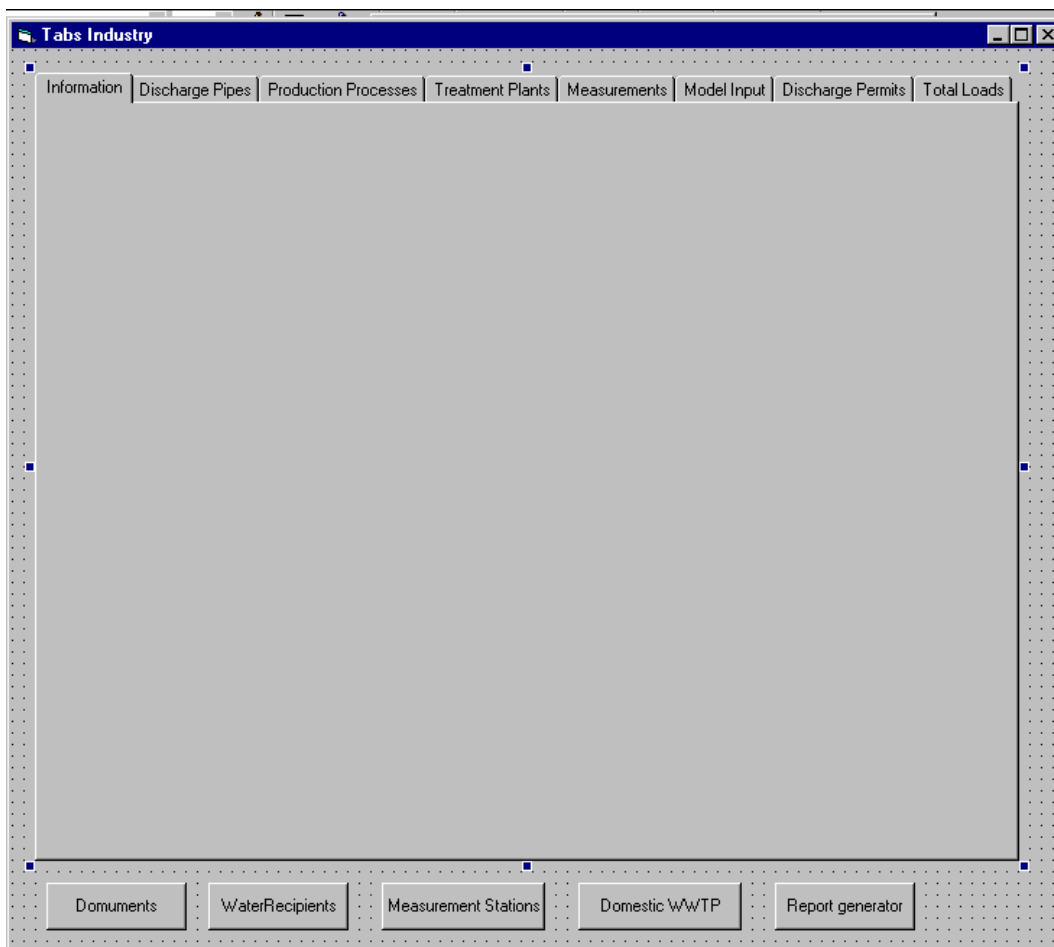 Tabs Industry
Information Discharge Pipes Production Processes Treatment Plants Measurements Model Input Discharge Permits Total Loads
Domuments WaterRecipients Measurement Stations Domestic WWTP Report generator